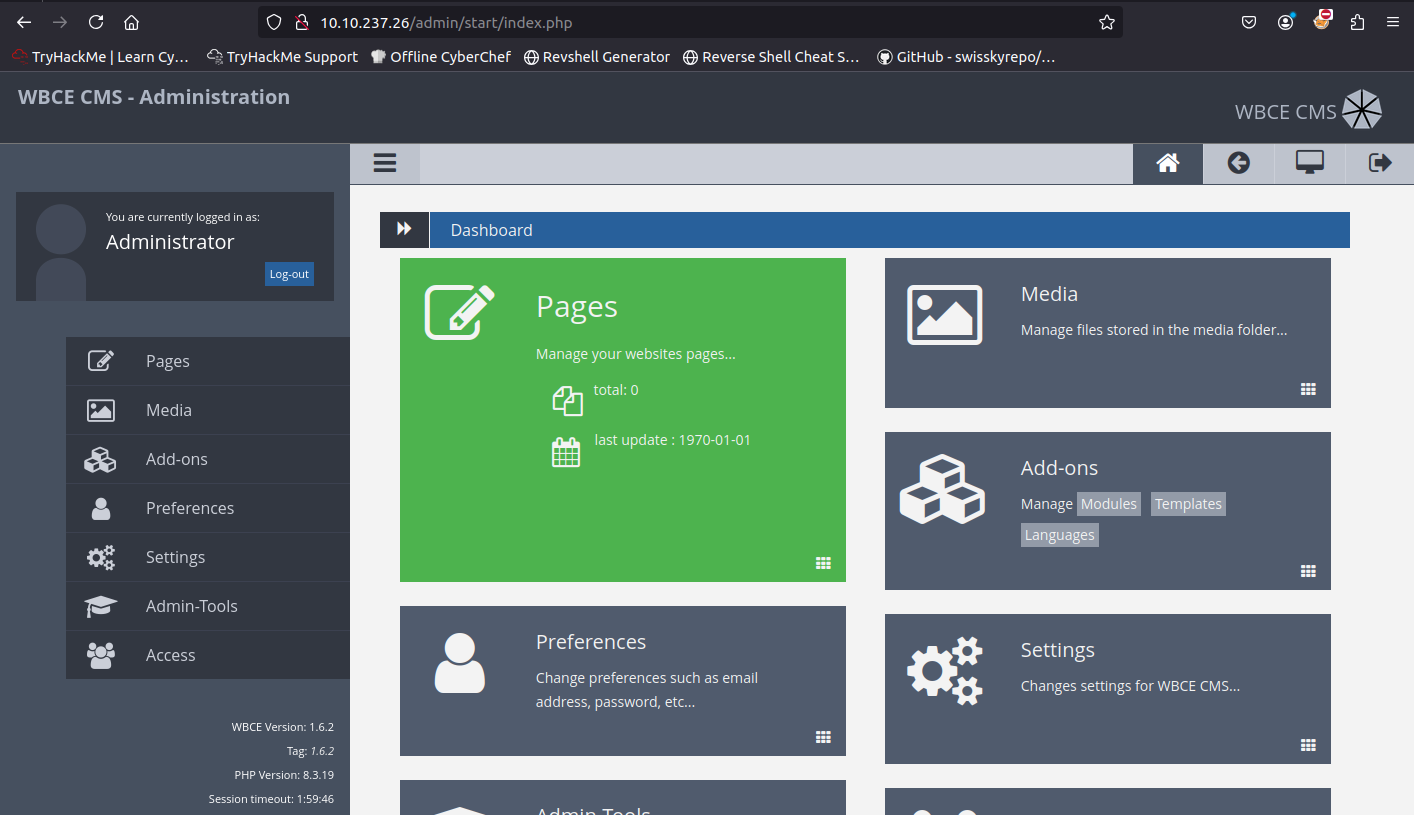 10.10.237.26/admin/start/index.php
TryHackMe | Learn Cy...
TryHackMe Support
Offline CyberChef
Revshell Generator
Reverse Shell Cheat S...
GitHub - swisskyrepo/...
WBCE CMS - Administration
WBCE CMS
You are currently logged in as:
Administrator
Log-out
Pages
Media
Add-ons
Preferences
Settings
Admin-Tools
Access
WBCE Version: 1.6.2
Tag: 1.6.2
PHP Version: 8.3.19
Session timeout: 1:59:46
Dashboard
Pages
Manage your websites pages...
total: 0
last update : 1970-01-01
Media
Manage files stored in the media folder...
Add-ons
Manage Modules Templates
Languages
Preferences
Change preferences such as email
address, password, etc...
Settings
Changes settings for WBCE CMS...
Admin-Tools